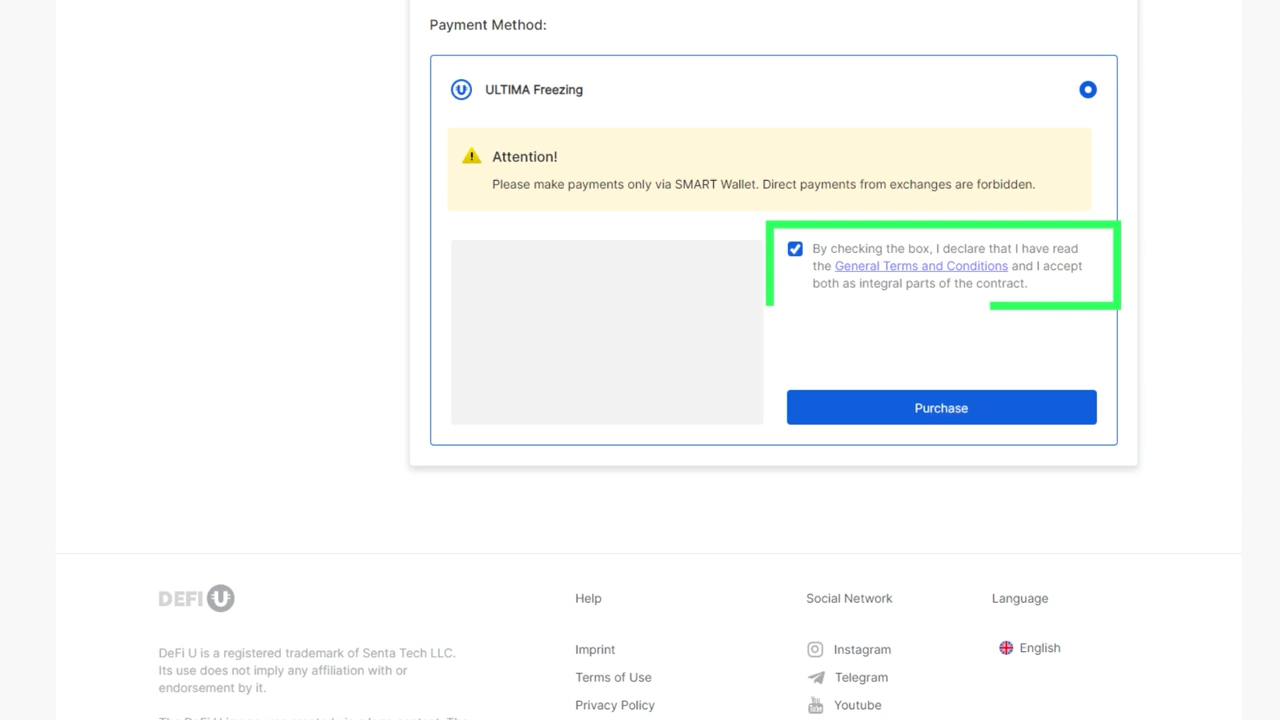 Payment Method:
ULTIMA Freezing
Attention!
Please make payments only via SMART Wallet. Direct payments from exchanges are forbidden.
By checking the box, I declare that I have read
the General Terms and Conditions and I accept
both as integral parts of the contract.
Purchase
DEFI U
DeFi U is a registered trademark of Senta Tech LLC.
Its use does not imply any affiliation with or
endorsement by it.
Help
Imprint
Terms of Use
Privacy Policy
Social Network
Instagram
Telegram
Youtube
Language
English